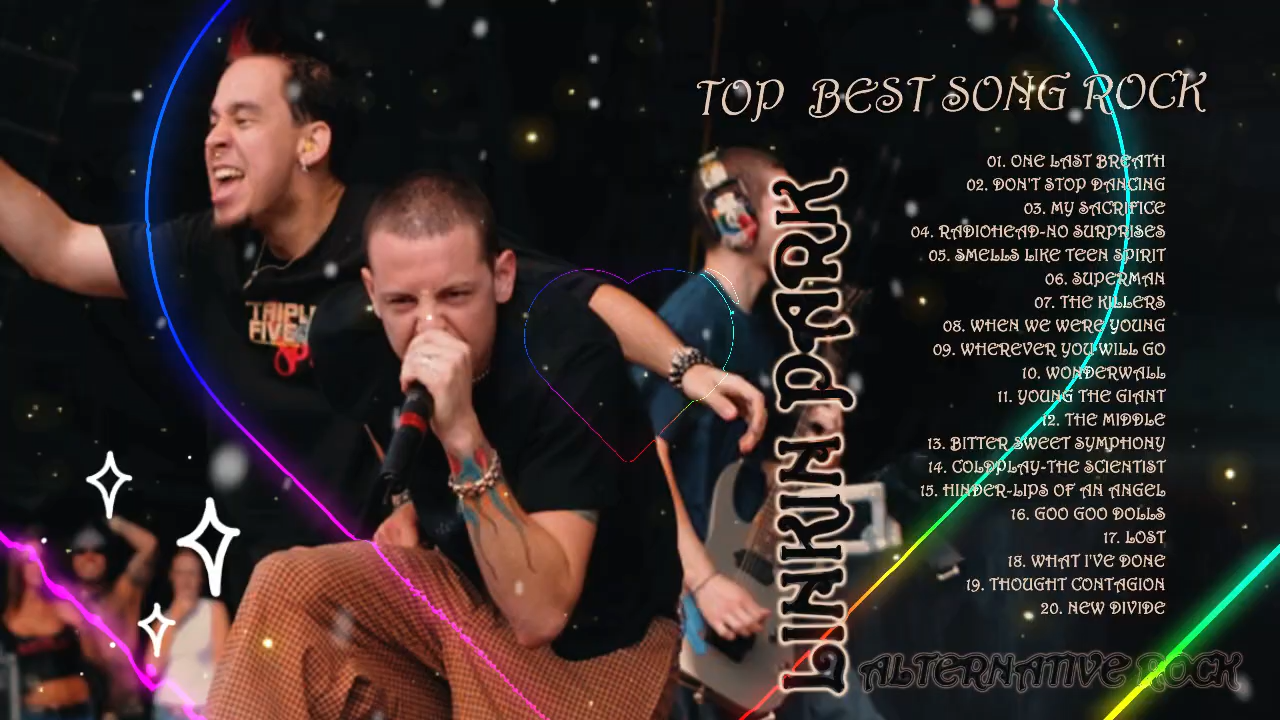 TOP BEST SONG ROCK
01. ONE LAST BREATH
02. DON'T STOP DANCING
03. MY SACRIFICE
04. RADIOHEAD-NO SURPRISES
05. SMELLS LIKE TEEN SPIRIT
06. SUPERMAN
07. THE KILLERS
08. WHEN WE WERE YOUNG
09. WHEREVER YOU WILL GO
10. WONDERWALL
11. YOUNG THE GIANT
12. THE MIDDLE
13. BITTER SWEET SYMPHONY
14. COLDPLAY-THE SCIENTIST
15. HINDER-LIPS OF AN ANGEL
16. GOO GOO DOLLS
17. LOST
18. WHAT I'VE DONE
19. THOUGHT CONTAGION
20. NEW DIVIDE
LINKIN PARK
ALTERNATIVE ROCK
TRIPLE
FIVE